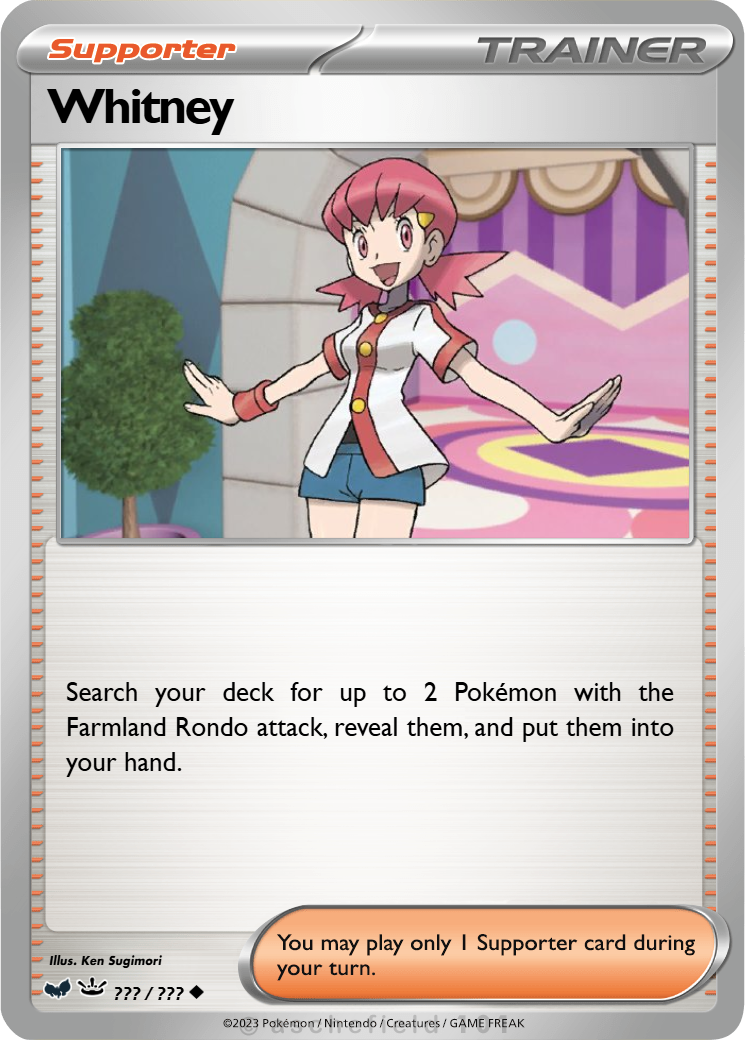 Supporter
TRAINER
Whitney
Search your deck for up to 2 Pokémon with the
Farmland Rondo attack, reveal them, and put them into
your hand.
You may play only 1 Supporter card during
your turn.
Illus. Ken Sugimori
??? / ??? ◆
©2023 Pokémon / Nintendo / Creatures / GAME FREAK